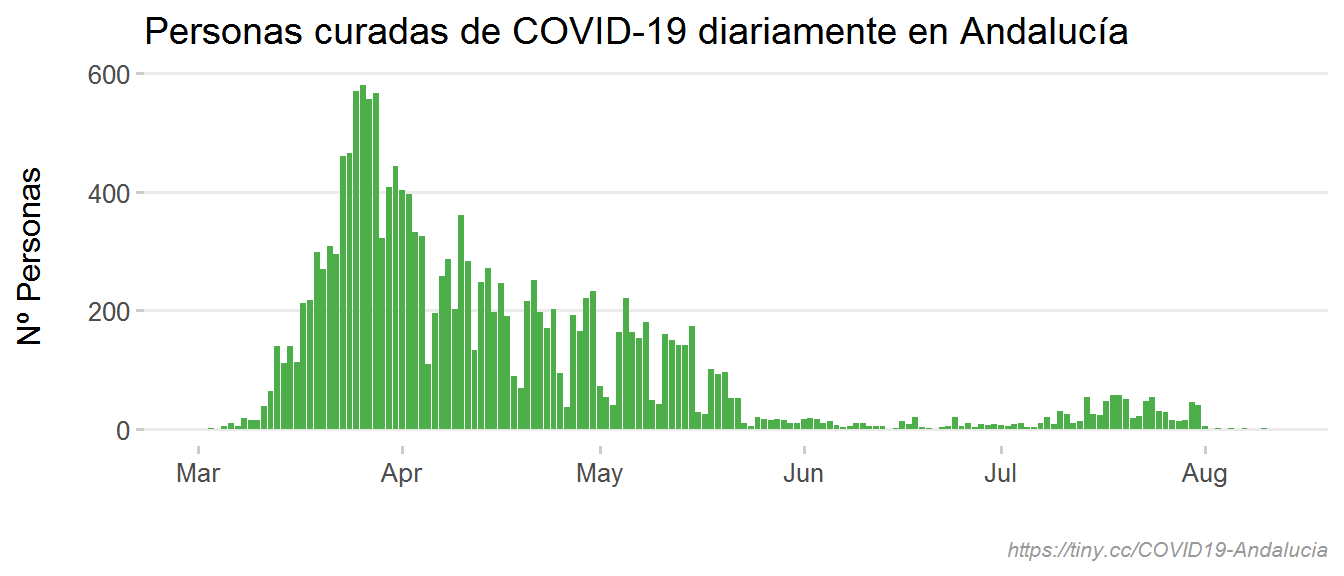 Personas curadas de COVID-19 diariamente en Andalucía
Nº Personas
600
400
200
0
Mar Apr May Jun Jul Aug
https://tiny.cc/COVID19-Andalucia